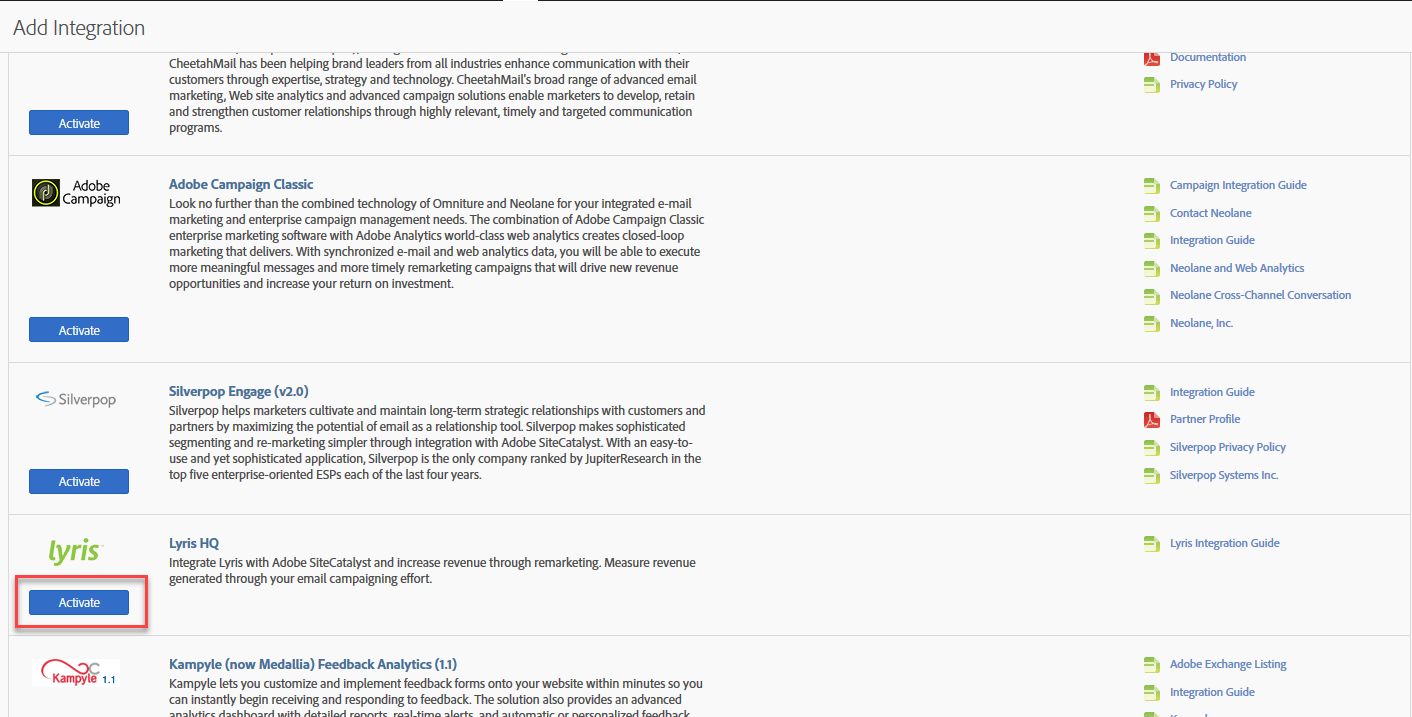 Add Integration
CheetahMail has been helping brand leaders from all industries enhance communication with their
customers through expertise, strategy and technology. CheetahMail's broad range of advanced email
marketing, Web site analytics and advanced campaign solutions enable marketers to develop, retain
and strengthen customer relationships through highly relevant, timely and targeted communication
programs.
Activate
Documentation
Privacy Policy
Adobe
Campaign
Adobe Campaign Classic
Look no further than the combined technology of Omniture and Neolane for your integrated e-mail
marketing and enterprise campaign management needs. The combination of Adobe Campaign Classic
enterprise marketing software with Adobe Analytics world-class web analytics creates closed-loop
marketing that delivers. With synchronized e-mail and web analytics data, you will be able to execute
more meaningful messages and more timely remarketing campaigns that will drive new revenue
opportunities and increase your return on investment.
Activate
Campaign Integration Guide
Contact Neolane
Integration Guide
Neolane and Web Analytics
Neolane Cross-Channel Conversation
Neolane, Inc.
Silverpop
Silverpop Engage (v2.0)
Silverpop helps marketers cultivate and maintain long-term strategic relationships with customers and
partners by maximizing the potential of email as a relationship tool. Silverpop makes sophisticated
segmenting and re-marketing simpler through integration with Adobe SiteCatalyst. With an easy-to-
use and yet sophisticated application, Silverpop is the only company ranked by JupiterResearch in the
top five enterprise-oriented ESPs each of the last four years.
Activate
Integration Guide
Partner Profile
Silverpop Privacy Policy
Silverpop Systems Inc.
lyris
Lyris HQ
Integrate Lyris with Adobe SiteCatalyst and increase revenue through remarketing. Measure revenue
generated through your email campaigning effort.
Activate
Lyris Integration Guide
Kampyle 1.1
Kampyle (now Medallia) Feedback Analytics (1.1)
Kampyle lets you customize and implement feedback forms onto your website within minutes so you
can instantly begin receiving and responding to feedback. The solution also provides an advanced
analytics dashboard with detailed reports, real-time alerts, and automatic or personalized feedback
Adobe Exchange Listing
Integration Guide